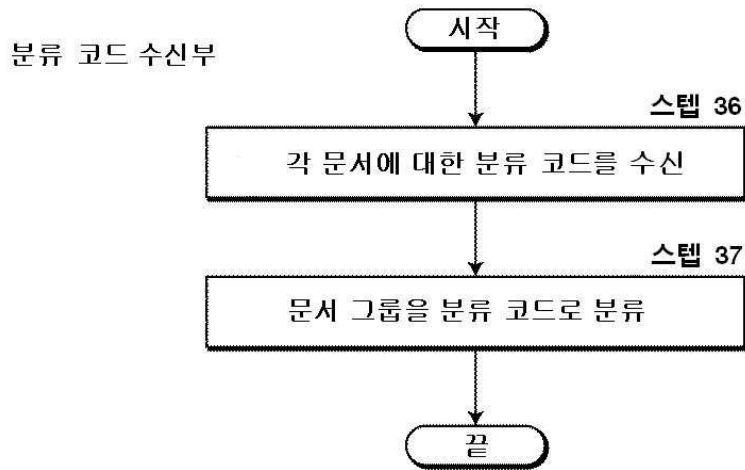 시작
분류 코드 수신부
스텝 36
각 문서에 대한 분류 코드를 수신
스텝 37
문서 그룹을 분류 코드로 분류
끝